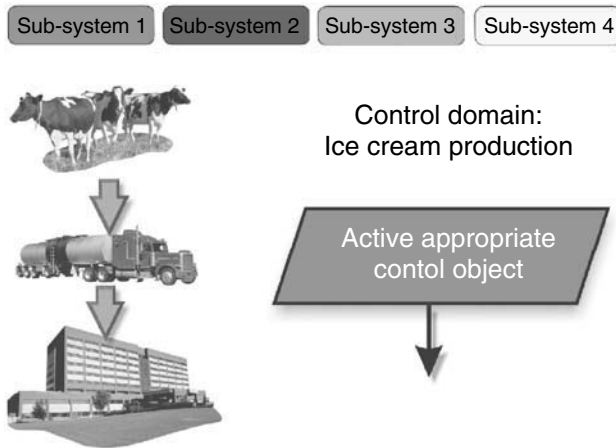 Sub-system 1
Sub-system 2
Sub-system 3
Sub-system 4
Control domain:
Ice cream production
Active appropriate
contol object